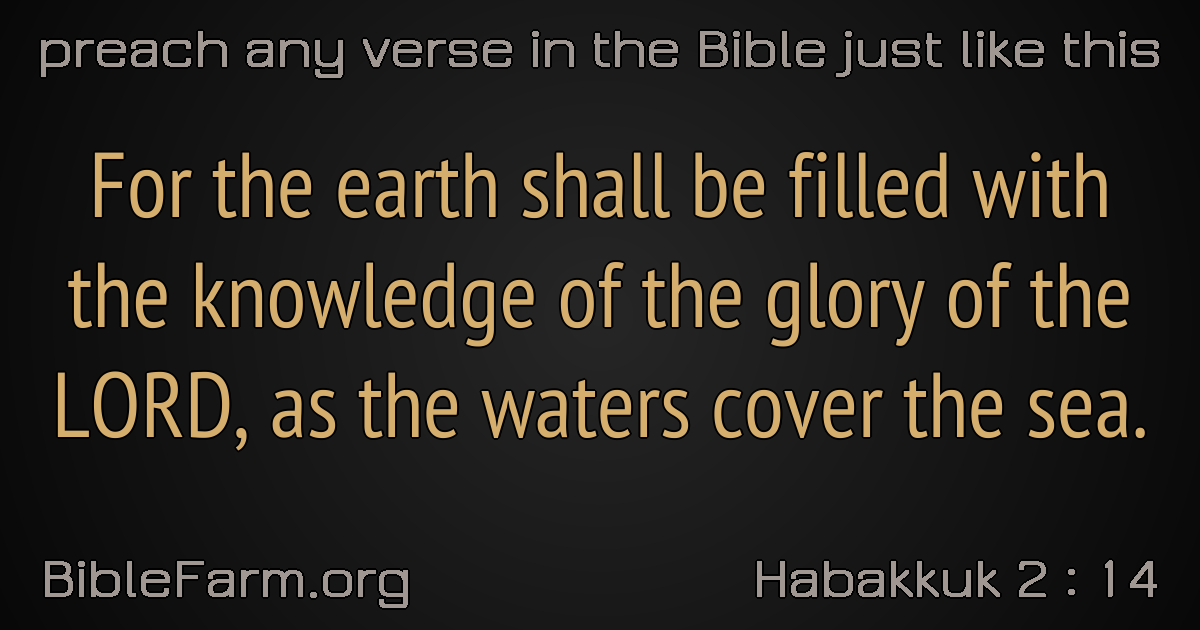 preach any verse in the Bible just like this
For the earth shall be filled with
the knowledge of the glory of the
LORD, as the waters cover the sea.
BibleFarm.org
Habakkuk 2 : 14